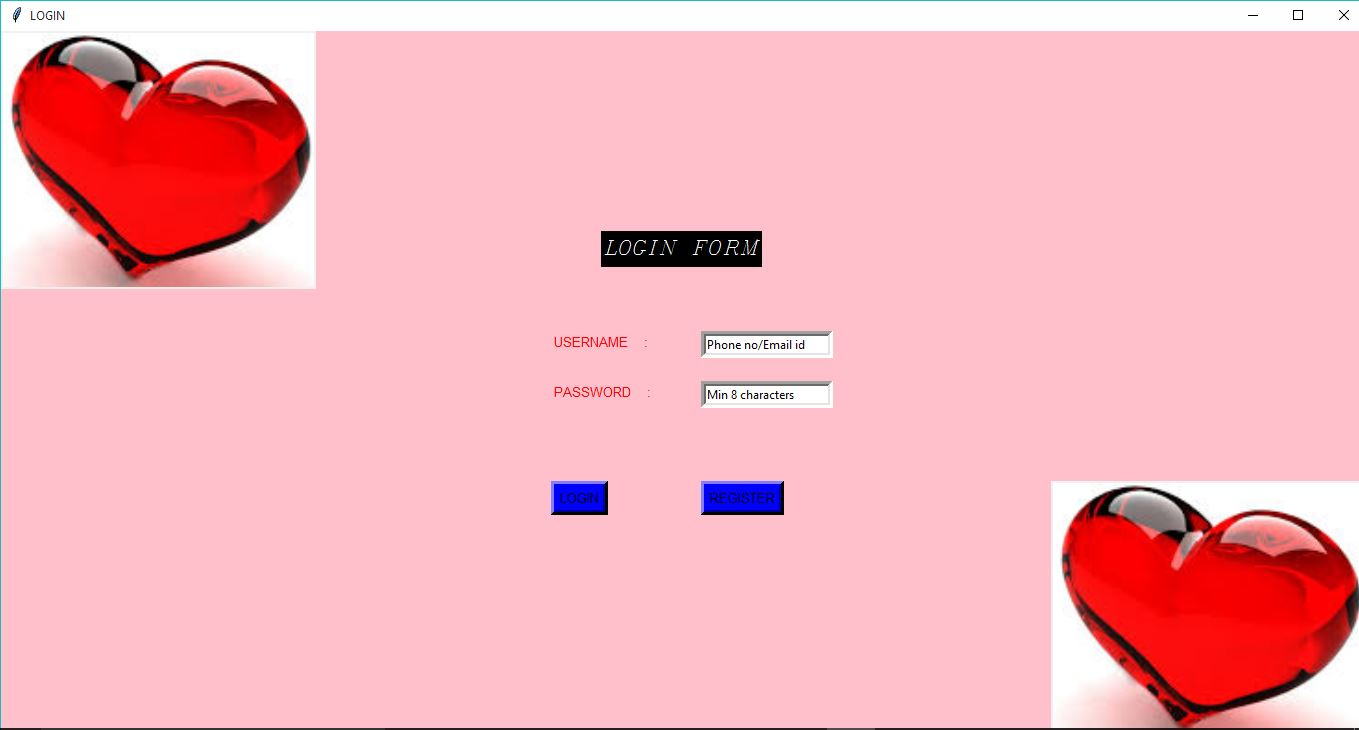 LOGIN
LOGIN FORM
USERNAME : Phone no/Email id
PASSWORD : Min 8 characters
LOGIN REGISTER